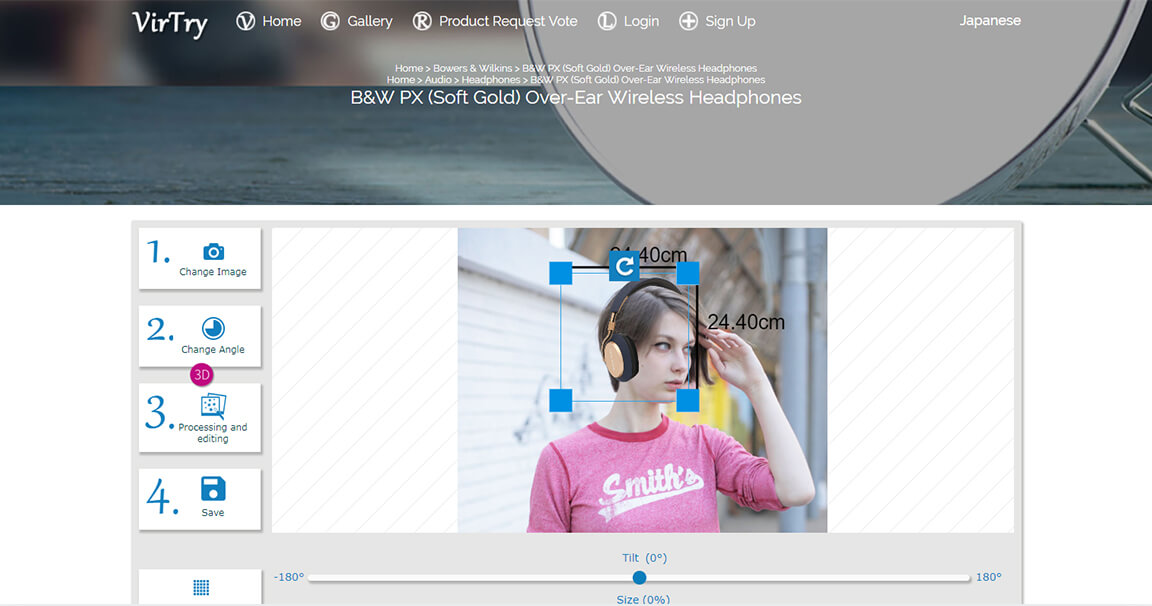 VirTry
V Home G Gallery R Product Request Vote L Login Sign Up Japanese
Home > Bowers & Wilkins > B&W PX (Soft Gold) Over-Ear Wireless Headphones
Home > Audio > Headphones > B&W PX (Soft Gold) Over-Ear Wireless Headphones
B&W PX (Soft Gold) Over-Ear Wireless Headphones
1.
Change Image
2.
Change Angle
3D
3.
Processing and
editing
4.
Save
24.40cm
24.40cm
Smith's
Tilt (0°)
-180° 180°
Size (0%)